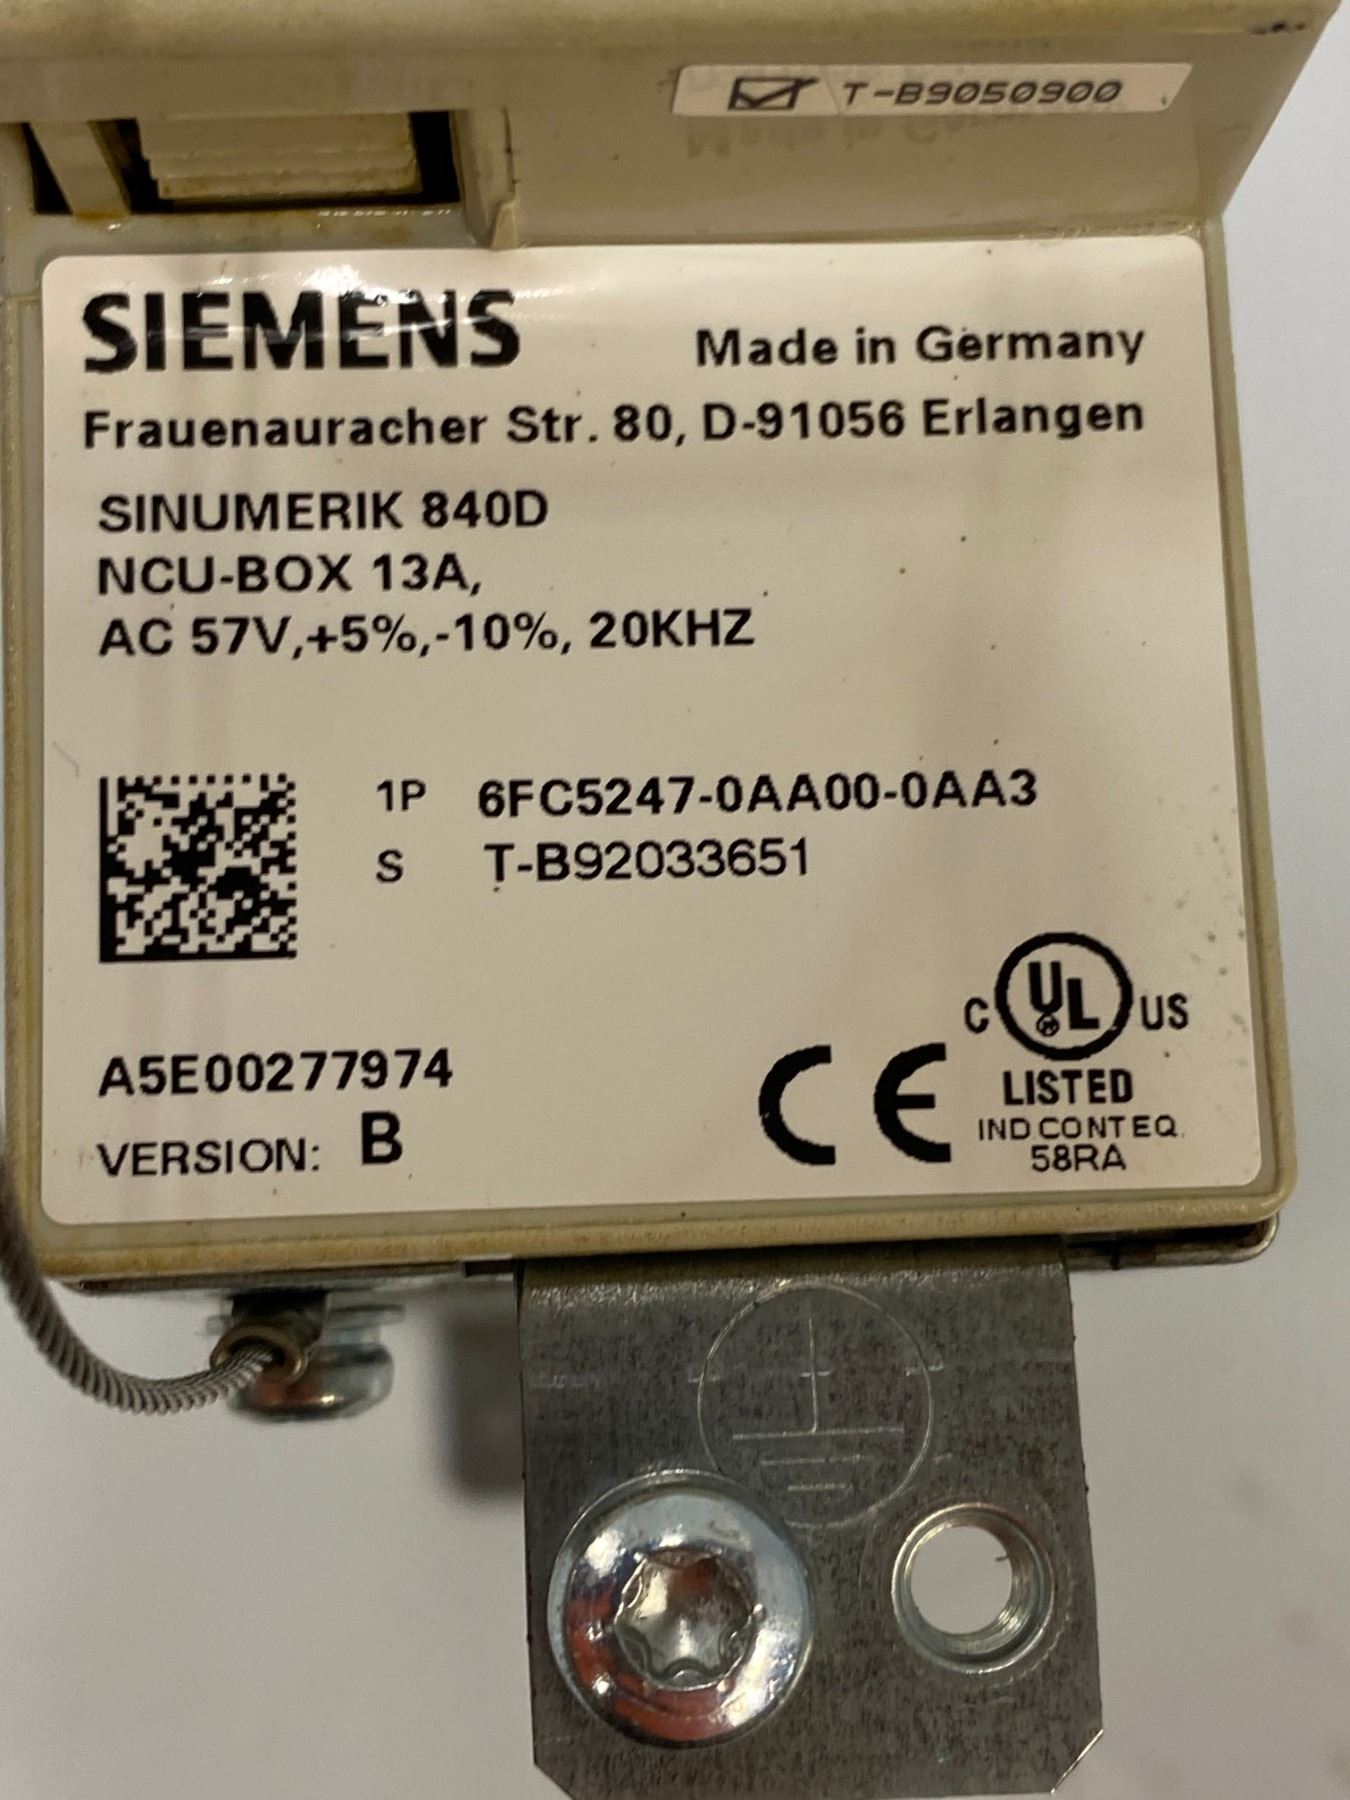 T-B9050900
SIEMENS
Made in Germany
Frauenauracher Str. 80, D-91056 Erlangen
SINUMERIK 840D
NCU-BOX 13A,
AC 57V,+5%,-10%, 20KHZ
1P 6FC5247-0AA00-0AA3
S T-B92033651
C UL US
LISTED
IND CONT EQ.
58RA
A5E00277974
CE
VERSION: B